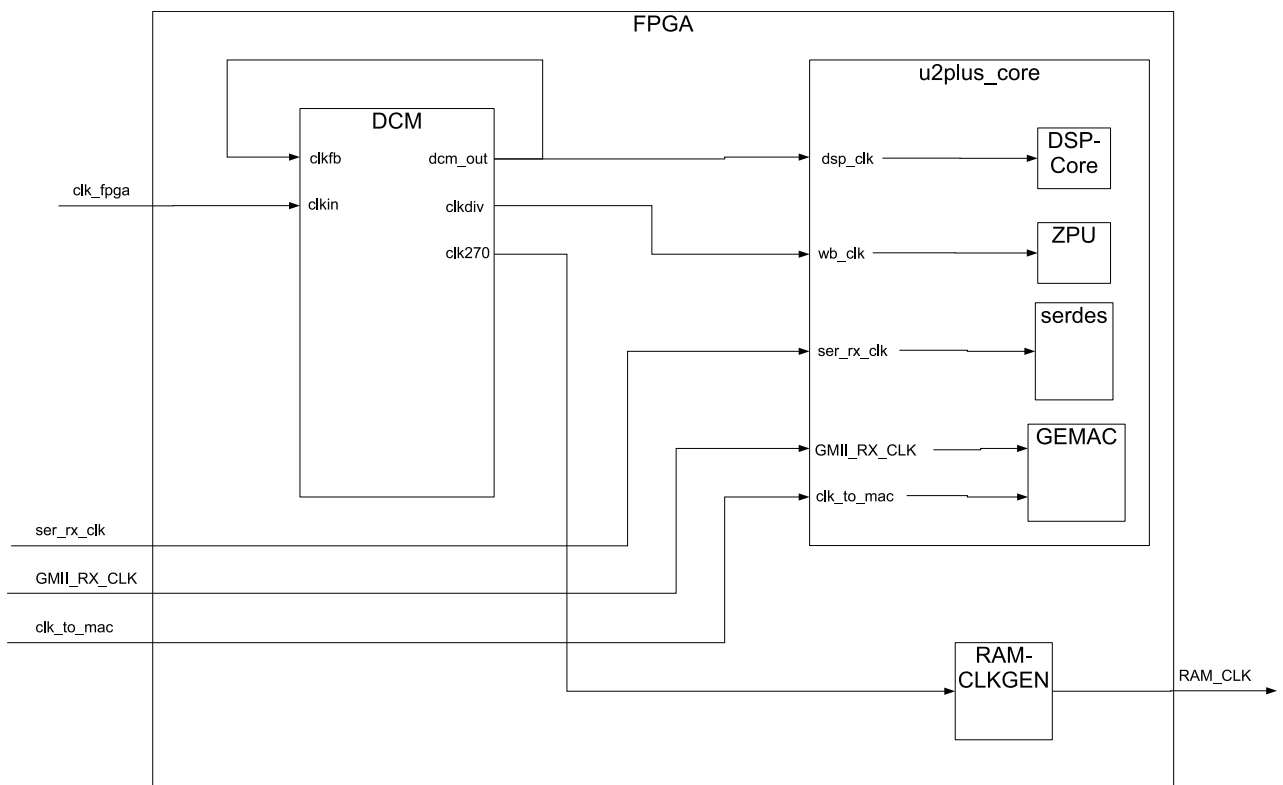 FPGA
u2plus_core
DCM
clkfb
dcm_out
dsp_clk
DSP-
Core
clk_fpga
clkin
clkdiv
clk270
wb_clk
ZPU
serdes
ser_rx_clk
GEMAC
GMII_RX_CLK
clk_to_mac
ser_rx_clk
GMII_RX_CLK
clk_to_mac
RAM-
CLKGEN
RAM_CLK